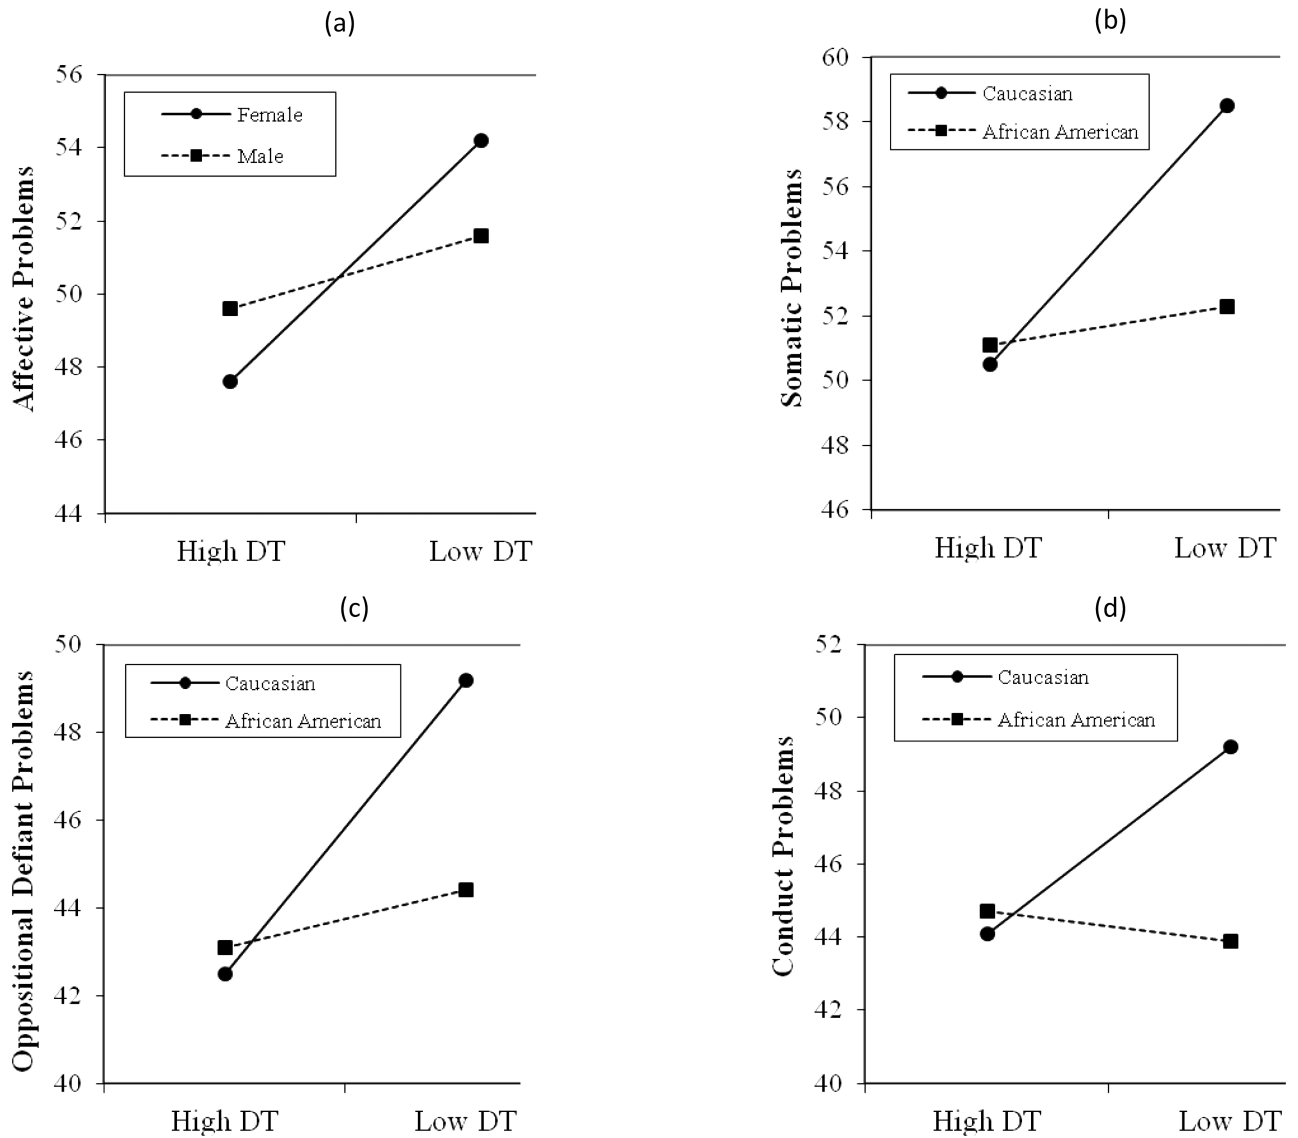 (a)
Affective Problems
56
54
52
50
48
46
44
Female
Male
High DT
Low DT
(b)
Somatic Problems
60
58
56
54
52
50
48
46
Caucasian
African American
High DT
Low DT
(c)
Oppositional Defiant Problems
50
48
46
44
42
40
Caucasian
African American
High DT
Low DT
(d)
Conduct Problems
52
50
48
46
44
42
40
Caucasian
African American
High DT
Low DT